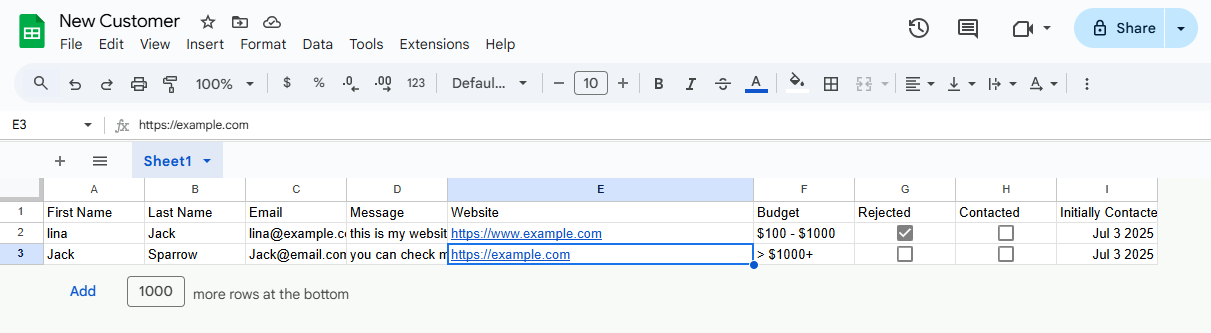 New Customer
File Edit View Insert Format Data Tools Extensions Help
Share
100% $ % .0 .00 123 Defaul... 10 B I S A A
E3 fx https://example.com
Sheet1
A B C D E F G H I
1 First Name Last Name Email Message Website Budget Rejected Contacted Initially Contacte
2 lina Jack lina@example.c this is my websit https://www.example.com $100 - $1000 Jul 3 2025
3 Jack Sparrow Jack@email.com you can check m https://example.com > $1000+ Jul 3 2025
Add 1000 more rows at the bottom